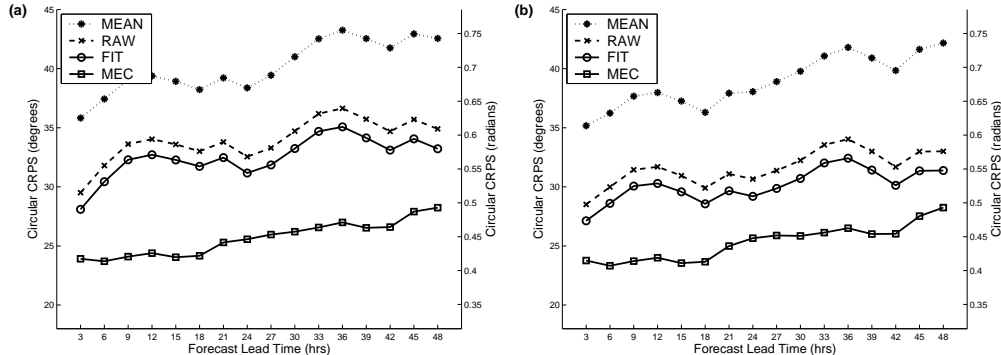 (a)
45
40
35
30
25
20
Circular CRPS (degrees)
MEAN
RAW
FIT
MEC
0.75
0.7
0.65
0.6
0.55
0.5
0.45
0.4
0.35
Circular CRPS (radians)
3 6 9 12 15 18 21 24 27 30 33 36 39 42 45 48
Forecast Lead Time (hrs)
(b)
45
40
35
30
25
20
Circular CRPS (degrees)
MEAN
RAW
FIT
MEC
0.75
0.7
0.65
0.6
0.55
0.5
0.45
0.4
0.35
Circular CRPS (radians)
3 6 9 12 15 18 21 24 27 30 33 36 39 42 45 48
Forecast Lead Time (hrs)